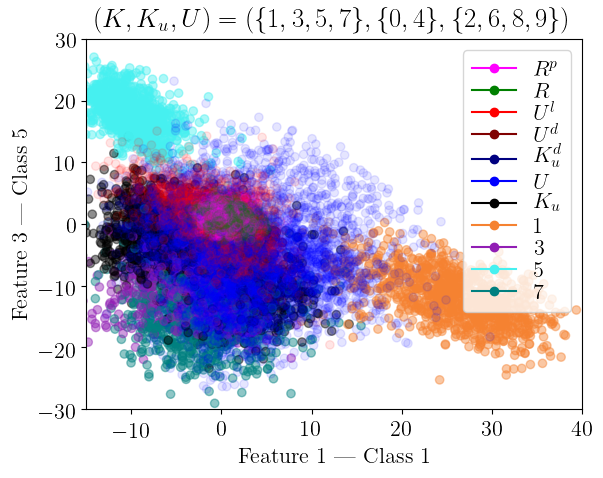 (K, K_u, U) = ({1, 3, 5, 7}, {0, 4}, {2, 6, 8, 9})
30
20
10
0
−10
−20
−30
Feature 3 — Class 5
R^p
R
U^l
U^d
K_u^d
U
K_u
1
3
5
7
−10
0
10
20
30
40
Feature 1 — Class 1